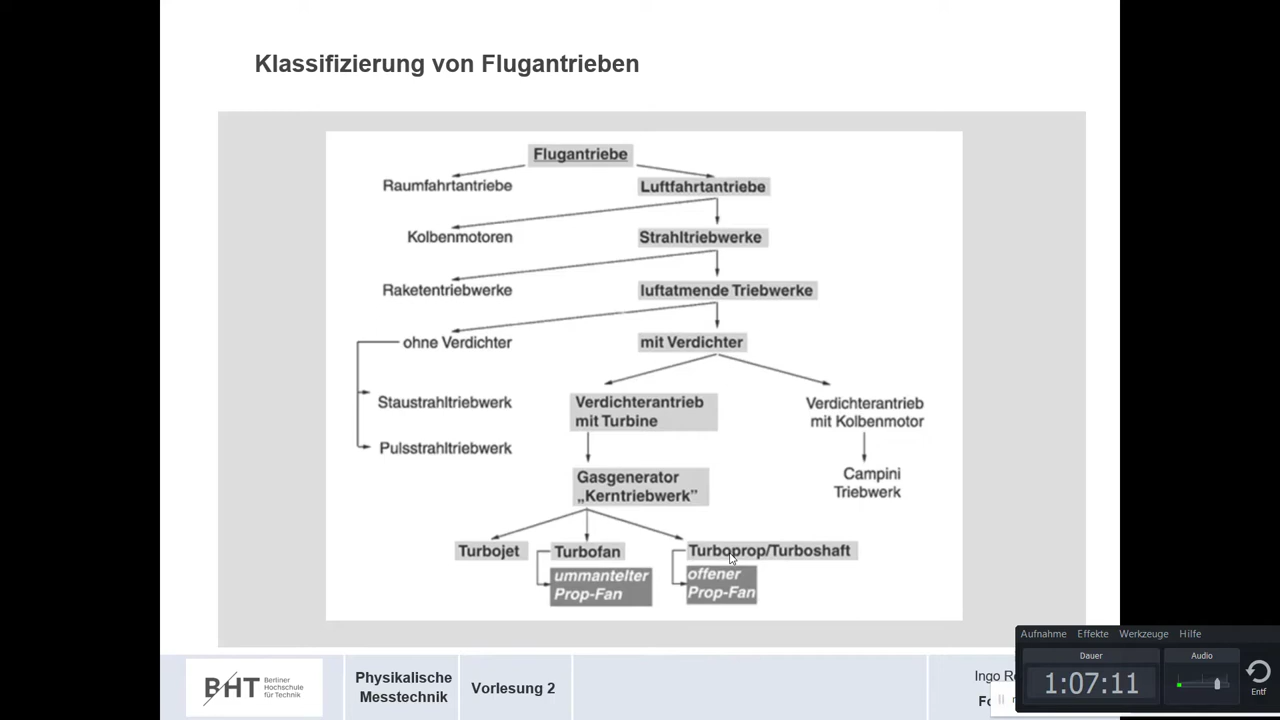 Klassifizierung von Flugantrieben
Flugantriebe
Raumfahrtantriebe
Luftfahrtantriebe
Kolbenmotoren
Strahltriebwerke
Raketentriebwerke
luftatmende Triebwerke
ohne Verdichter
mit Verdichter
Staustrahltriebwerk
Pulsstrahltriebwerk
Verdichterantrieb
mit Turbine
Verdichterantrieb
mit Kolbenmotor
Gasgenerator
„Kerntriebwerk”
Campini
Triebwerk
Turbojet
Turbofan
Turboprop/Turboshaft
ummantelter
Prop-Fan
offener
Prop-Fan
BHT
Berliner
Hochschule
für Technik
Physikalische
Messtechnik
Vorlesung 2
Ingo
Aufnahme Effekte Werkzeuge Hilfe
Dauer
Audio
1:07:11
Entf